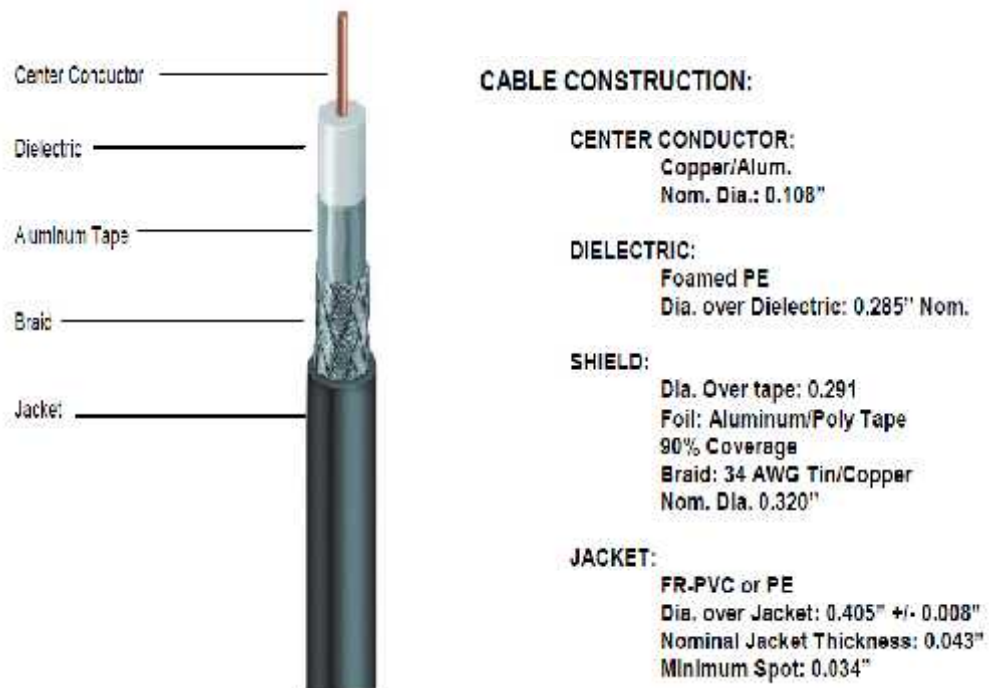 Center Conductor
Dielectric
Aluminum Tape
Braid
Jacket
CABLE CONSTRUCTION:
CENTER CONDUCTOR:
Copper/Alum.
Nom. Dia.: 0.108"
DIELECTRIC:
Foamed PE
Dia. over Dielectric: 0.285" Nom.
SHIELD:
Dia. Over tape: 0.291
Foil: Aluminum/Poly Tape
90% Coverage
Braid: 34 AWG Tin/Copper
Nom. Dia. 0.320"
JACKET:
FR-PVC or PE
Dia. over Jacket: 0.405" +/- 0.008"
Nominal Jacket Thickness: 0.043"
Minimum Spot: 0.034"